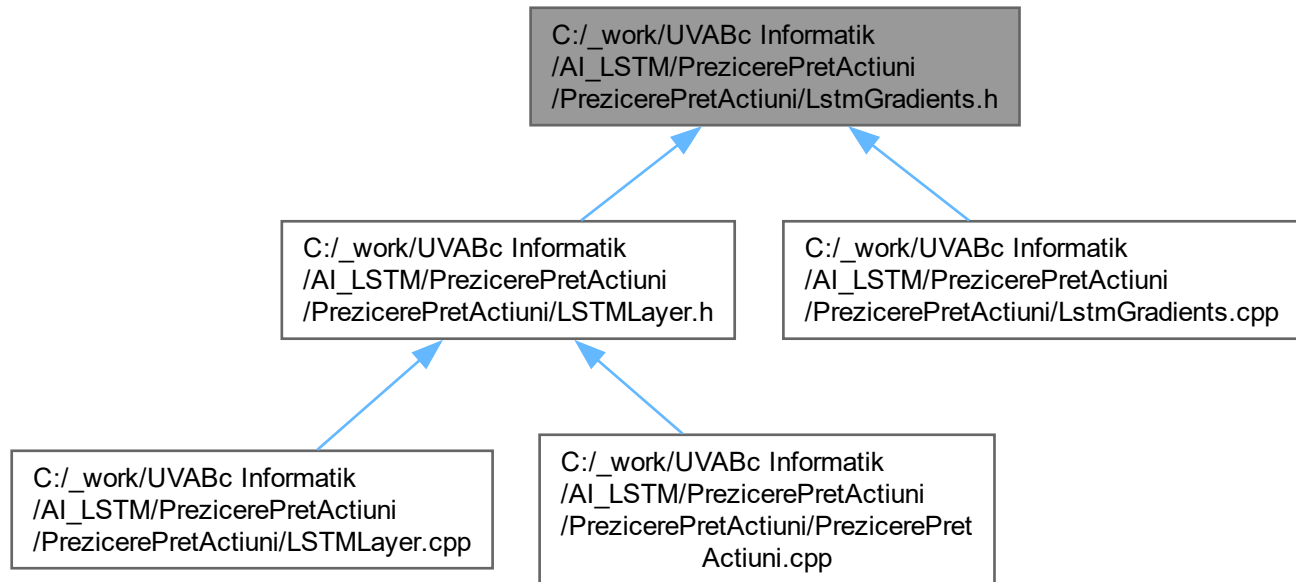 C:/_work/UVABc Informatik
/AI_LSTM/PrezicerePretActiuni
/PrezicerePretActiuni/LstmGradients.h
C:/_work/UVABc Informatik
/AI_LSTM/PrezicerePretActiuni
/PrezicerePretActiuni/LSTMLayer.h
C:/_work/UVABc Informatik
/AI_LSTM/PrezicerePretActiuni
/PrezicerePretActiuni/LstmGradients.cpp
C:/_work/UVABc Informatik
/AI_LSTM/PrezicerePretActiuni
/PrezicerePretActiuni/LSTMLayer.cpp
C:/_work/UVABc Informatik
/AI_LSTM/PrezicerePretActiuni
/PrezicerePretActiuni/PrezicerePret
Actiuni.cpp